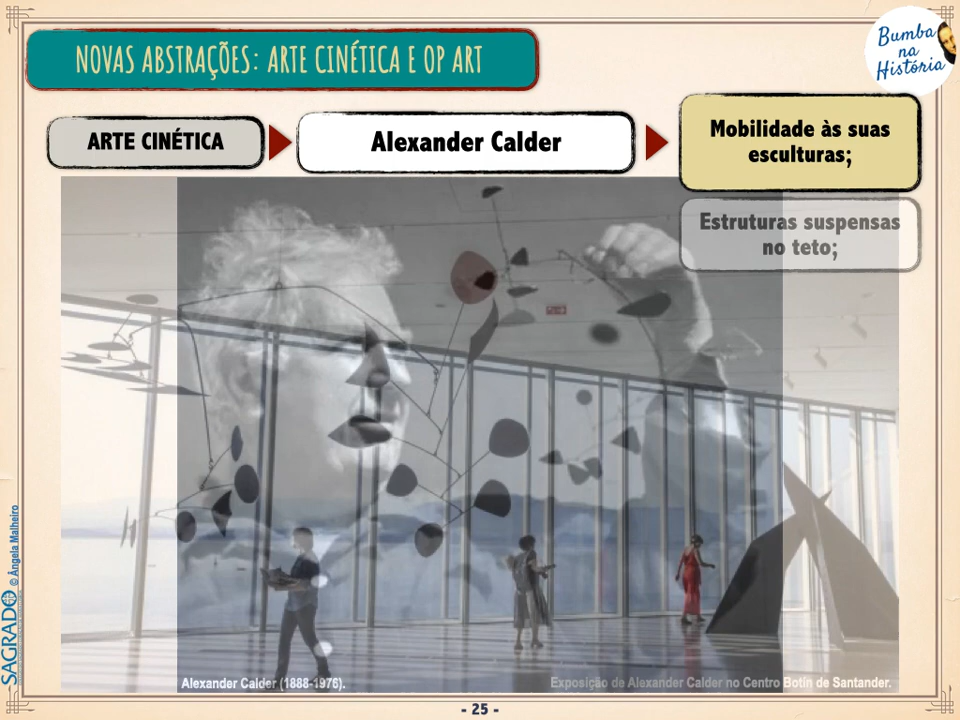 NOVAS ABSTRAÇÕES: ARTE CINÉTICA E OP ART
Bumba
na
História
ARTE CINÉTICA
Alexander Calder
Mobilidade às suas
esculturas;
Estruturas suspensas
no teto;
SAGRADO
© Ângela Malheiro
Alexander Calder (1888-1976).
Exposição de Alexander Calder no Centro Botín de Santander.
- 25 -